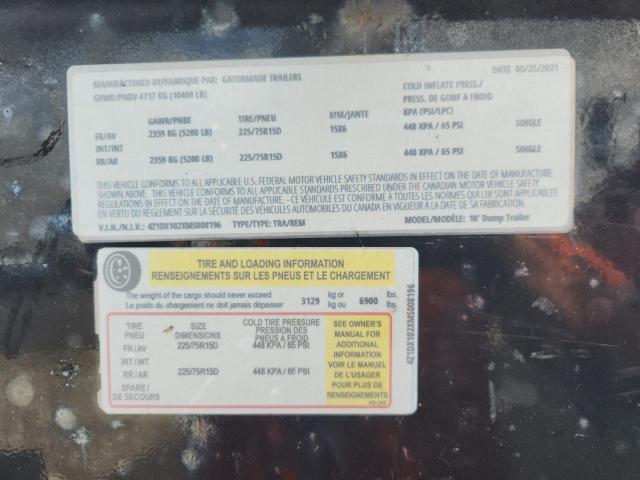 MANUFACTURED BY/FABRIQUE PAR: GATORMADE TRAILERS DATE 05/25/2021
GVWR/PNBV 4717 KG (10400 LB) COLD INFLATE PRESS./
PRESS. DE GONF A FROID
GAWR/PNBE TIRE/PNEU RIM/JANTE KPA (PSI/LPC)
FR/AV 2359 KG (5200 LB) 225/75R15D 15X6 448 KPA / 65 PSI SINGLE
INT/INT
RR/AR 2359 KG (5200 LB) 225/75R15D 15X6 448 KPA / 65 PSI SINGLE
THIS VEHICLE CONFORMS TO ALL APPLICABLE U.S. FEDERAL MOTOR VEHICLE SAFETY STANDARDS IN EFFECT ON THE DATE OF MANUFACTURE
THIS VEHICLE CONFORMS TO ALL APPLICABLE STANDARDS PRESCRIBED UNDER THE CANADIAN MOTOR VEHICLE SAFETY
REGULATIONS IN EFFECT ON THE DATE OF MANUFACTURE - CE VÉHICULE EST CONFORME À TOUTES LES NORMES QUI LUI SONT APPLICABLES
EN VERTU DU RÈGLEMENT SUR LA SÉCURITÉ DES VÉHICULES AUTOMOBILES DU CANADA EN VIGUEUR A LA DATE DE SA FABRICATION.
V.I.N./N.I.V.: 4Z1DX102XMS008196 TYPE/TYPE: TRA/REM MODEL/MODÈLE: 10' Dump Trailer
TIRE AND LOADING INFORMATION
RENSEIGNEMENTS SUR LES PNEUS ET LE CHARGEMENT
The weight of the cargo should never exceed 3129 kg or 6900 lbs.
Le poids du chargement ne doit jamais dépasser kg ou lbs.
TIRE SIZE COLD TIRE PRESSURE
PNEU DIMENSIONS PRESSION DES PNEUS A FROID
FR / AV 225/75R15D 448 KPA / 65 PSI
INT / INT
RR / AR 225/75R15D 448 KPA / 65 PSI
SPARE /
DE SECOURS
SEE OWNER'S
MANUAL FOR
ADDITIONAL
INFORMATION
VOIR LE MANUEL
DE L'USAGER
POUR PLUS DE
RENSEIGNEMENTS
4Z1DX102XMS008196